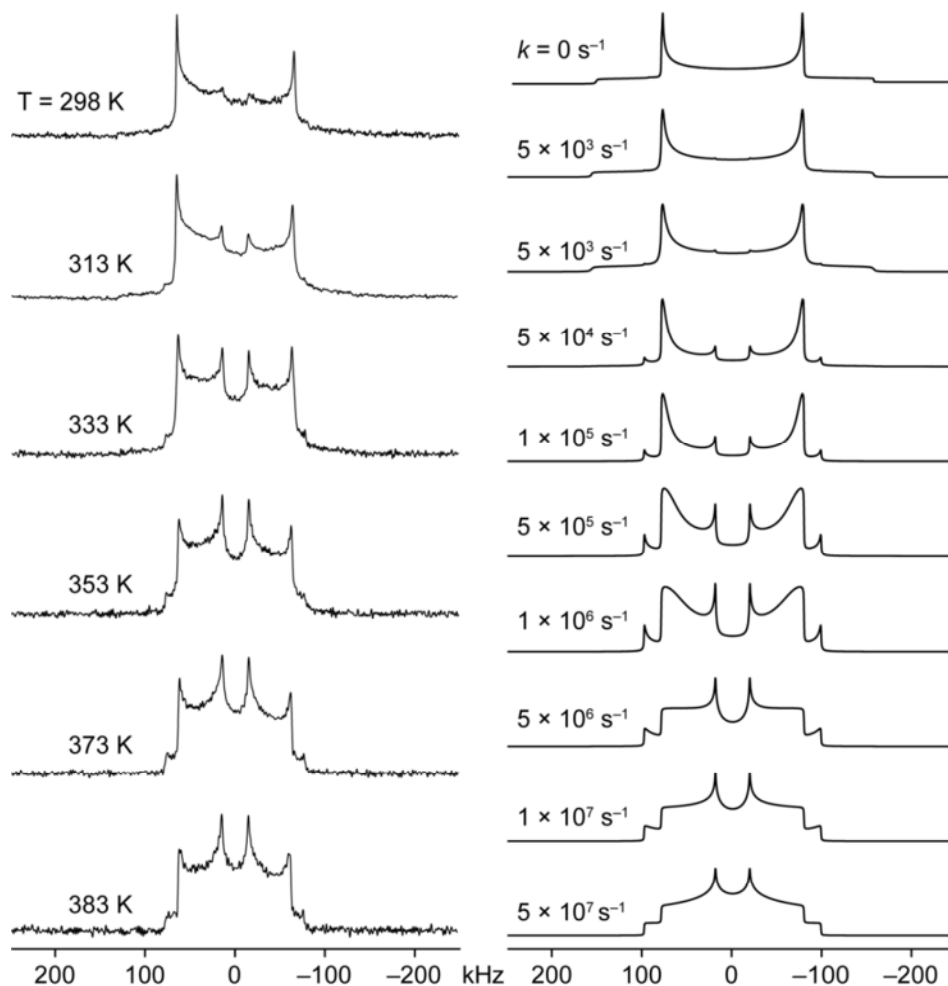 T = 298 K
313 K
333 K
353 K
373 K
383 K
200 100 0 –100 –200 kHz
k = 0 s⁻¹
5 × 10³ s⁻¹
5 × 10³ s⁻¹
5 × 10⁴ s⁻¹
1 × 10⁵ s⁻¹
5 × 10⁵ s⁻¹
1 × 10⁶ s⁻¹
5 × 10⁶ s⁻¹
1 × 10⁷ s⁻¹
5 × 10⁷ s⁻¹
200 100 0 –100 –200